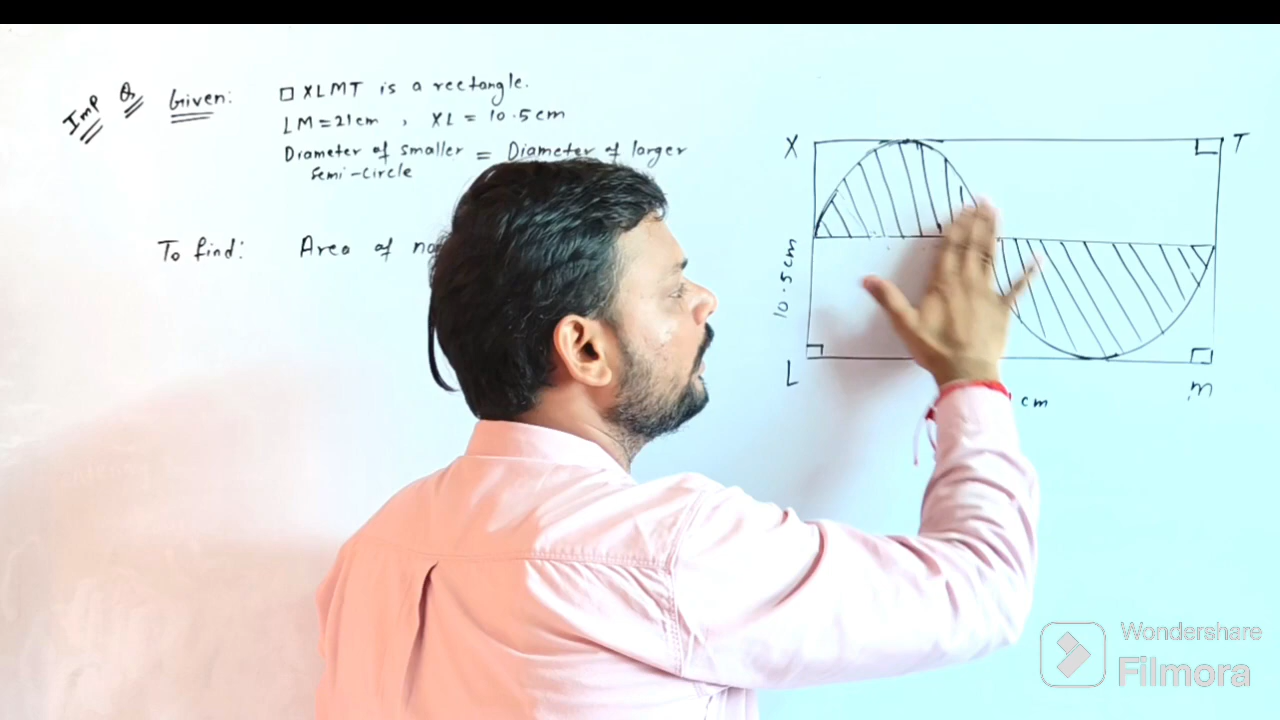 Imp Q Given: □ XLMT is a rectangle.
LM = 21cm , XL = 10.5cm
Diameter of smaller = Diameter of larger
semi-circle
To find: Area of
X
T
10.5cm
L
M
cm
Wondershare
Filmora